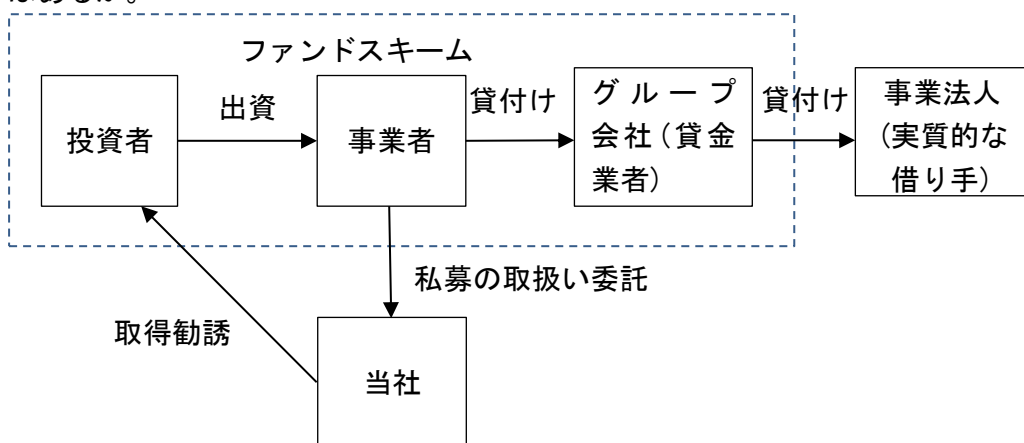 はあるか。
ファンドスキーム
投資者
出資
事業者
貸付け
グループ
会社(貸金
業者)
貸付け
事業法人
(実質的な
借り手)
私募の取扱い委託
取得勧誘
当社